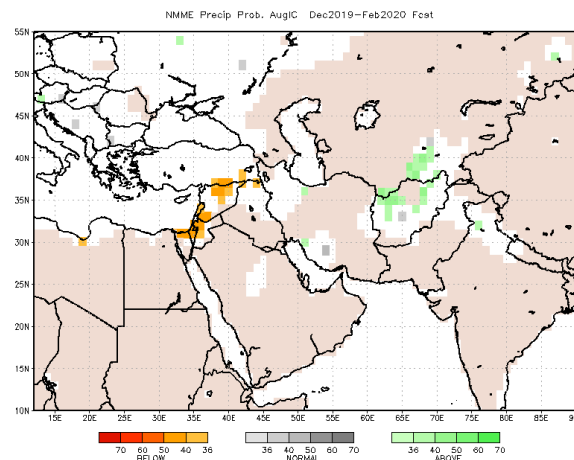 NMME Precip Prob. AugIC Dec2019-Feb2020 Fcst
55N
50N
45N
40N
35N
30N
25N
20N
15N
10N
15E 20E 25E 30E 35E 40E 45E 50E 55E 60E 65E 70E 75E 80E 85E 90E
70 60 50 40 36 36 40 50 60 70 36 40 50 60 70
BELOW NORMAL ABOVE